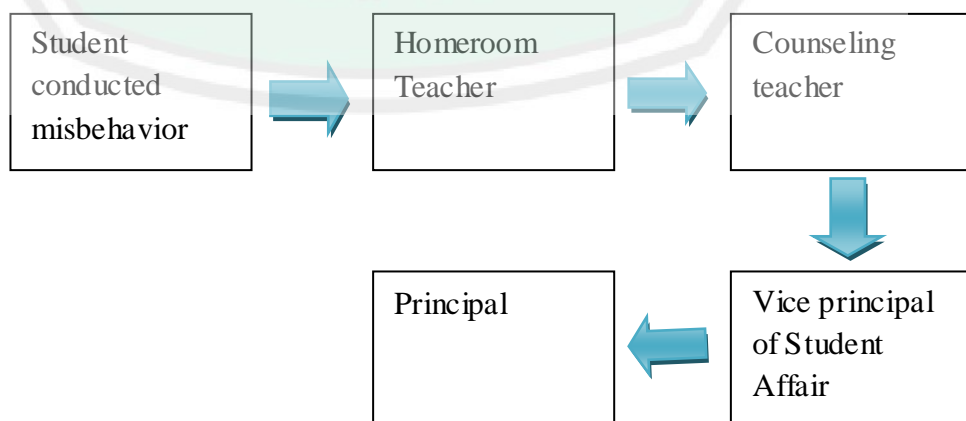 Student
conducted
misbehavior
Homeroom
Teacher
Counseling
teacher
Vice principal
of Student
Affair
Principal